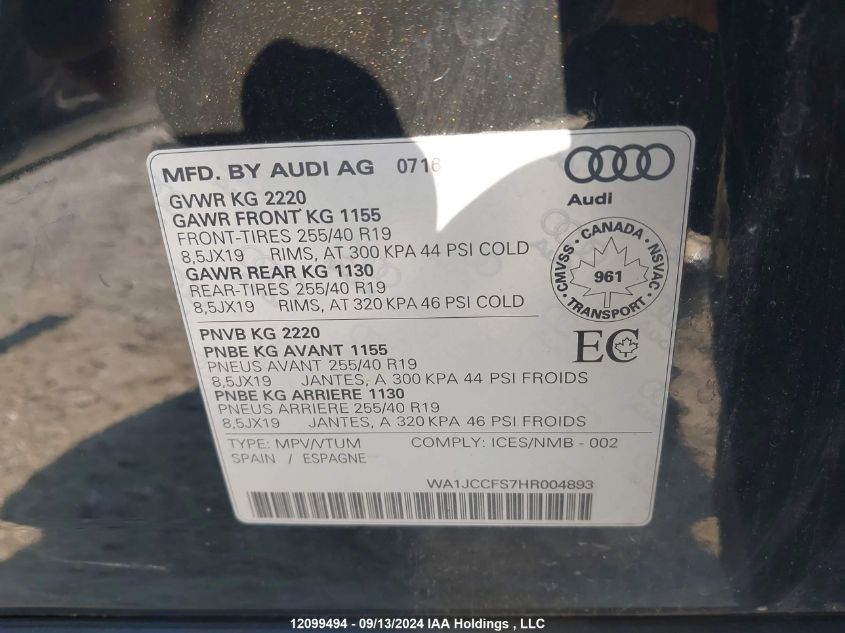 MFD. BY AUDI AG 0716
Audi
GVWR KG 2220
GAWR FRONT KG 1155
FRONT-TIRES 255/40 R19
8,5JX19 RIMS, AT 300 KPA 44 PSI COLD
GAWR REAR KG 1130
REAR-TIRES 255/40 R19
8,5JX19 RIMS, AT 320 KPA 46 PSI COLD
CMVSS · CANADA · NSVAC
961
TRANSPORT
PNVB KG 2220
PNBE KG AVANT 1155
PNEUS AVANT 255/40 R19
8,5JX19 JANTES, A 300 KPA 44 PSI FROIDS
PNBE KG ARRIERE 1130
PNEUS ARRIERE 255/40 R19
8,5JX19 JANTES, A 320 KPA 46 PSI FROIDS
EC
TYPE: MPV/VTUM COMPLY: ICES/NMB - 002
SPAIN / ESPAGNE
WA1JCCFS7HR004893
12099494 - 09/13/2024 IAA Holdings , LLC